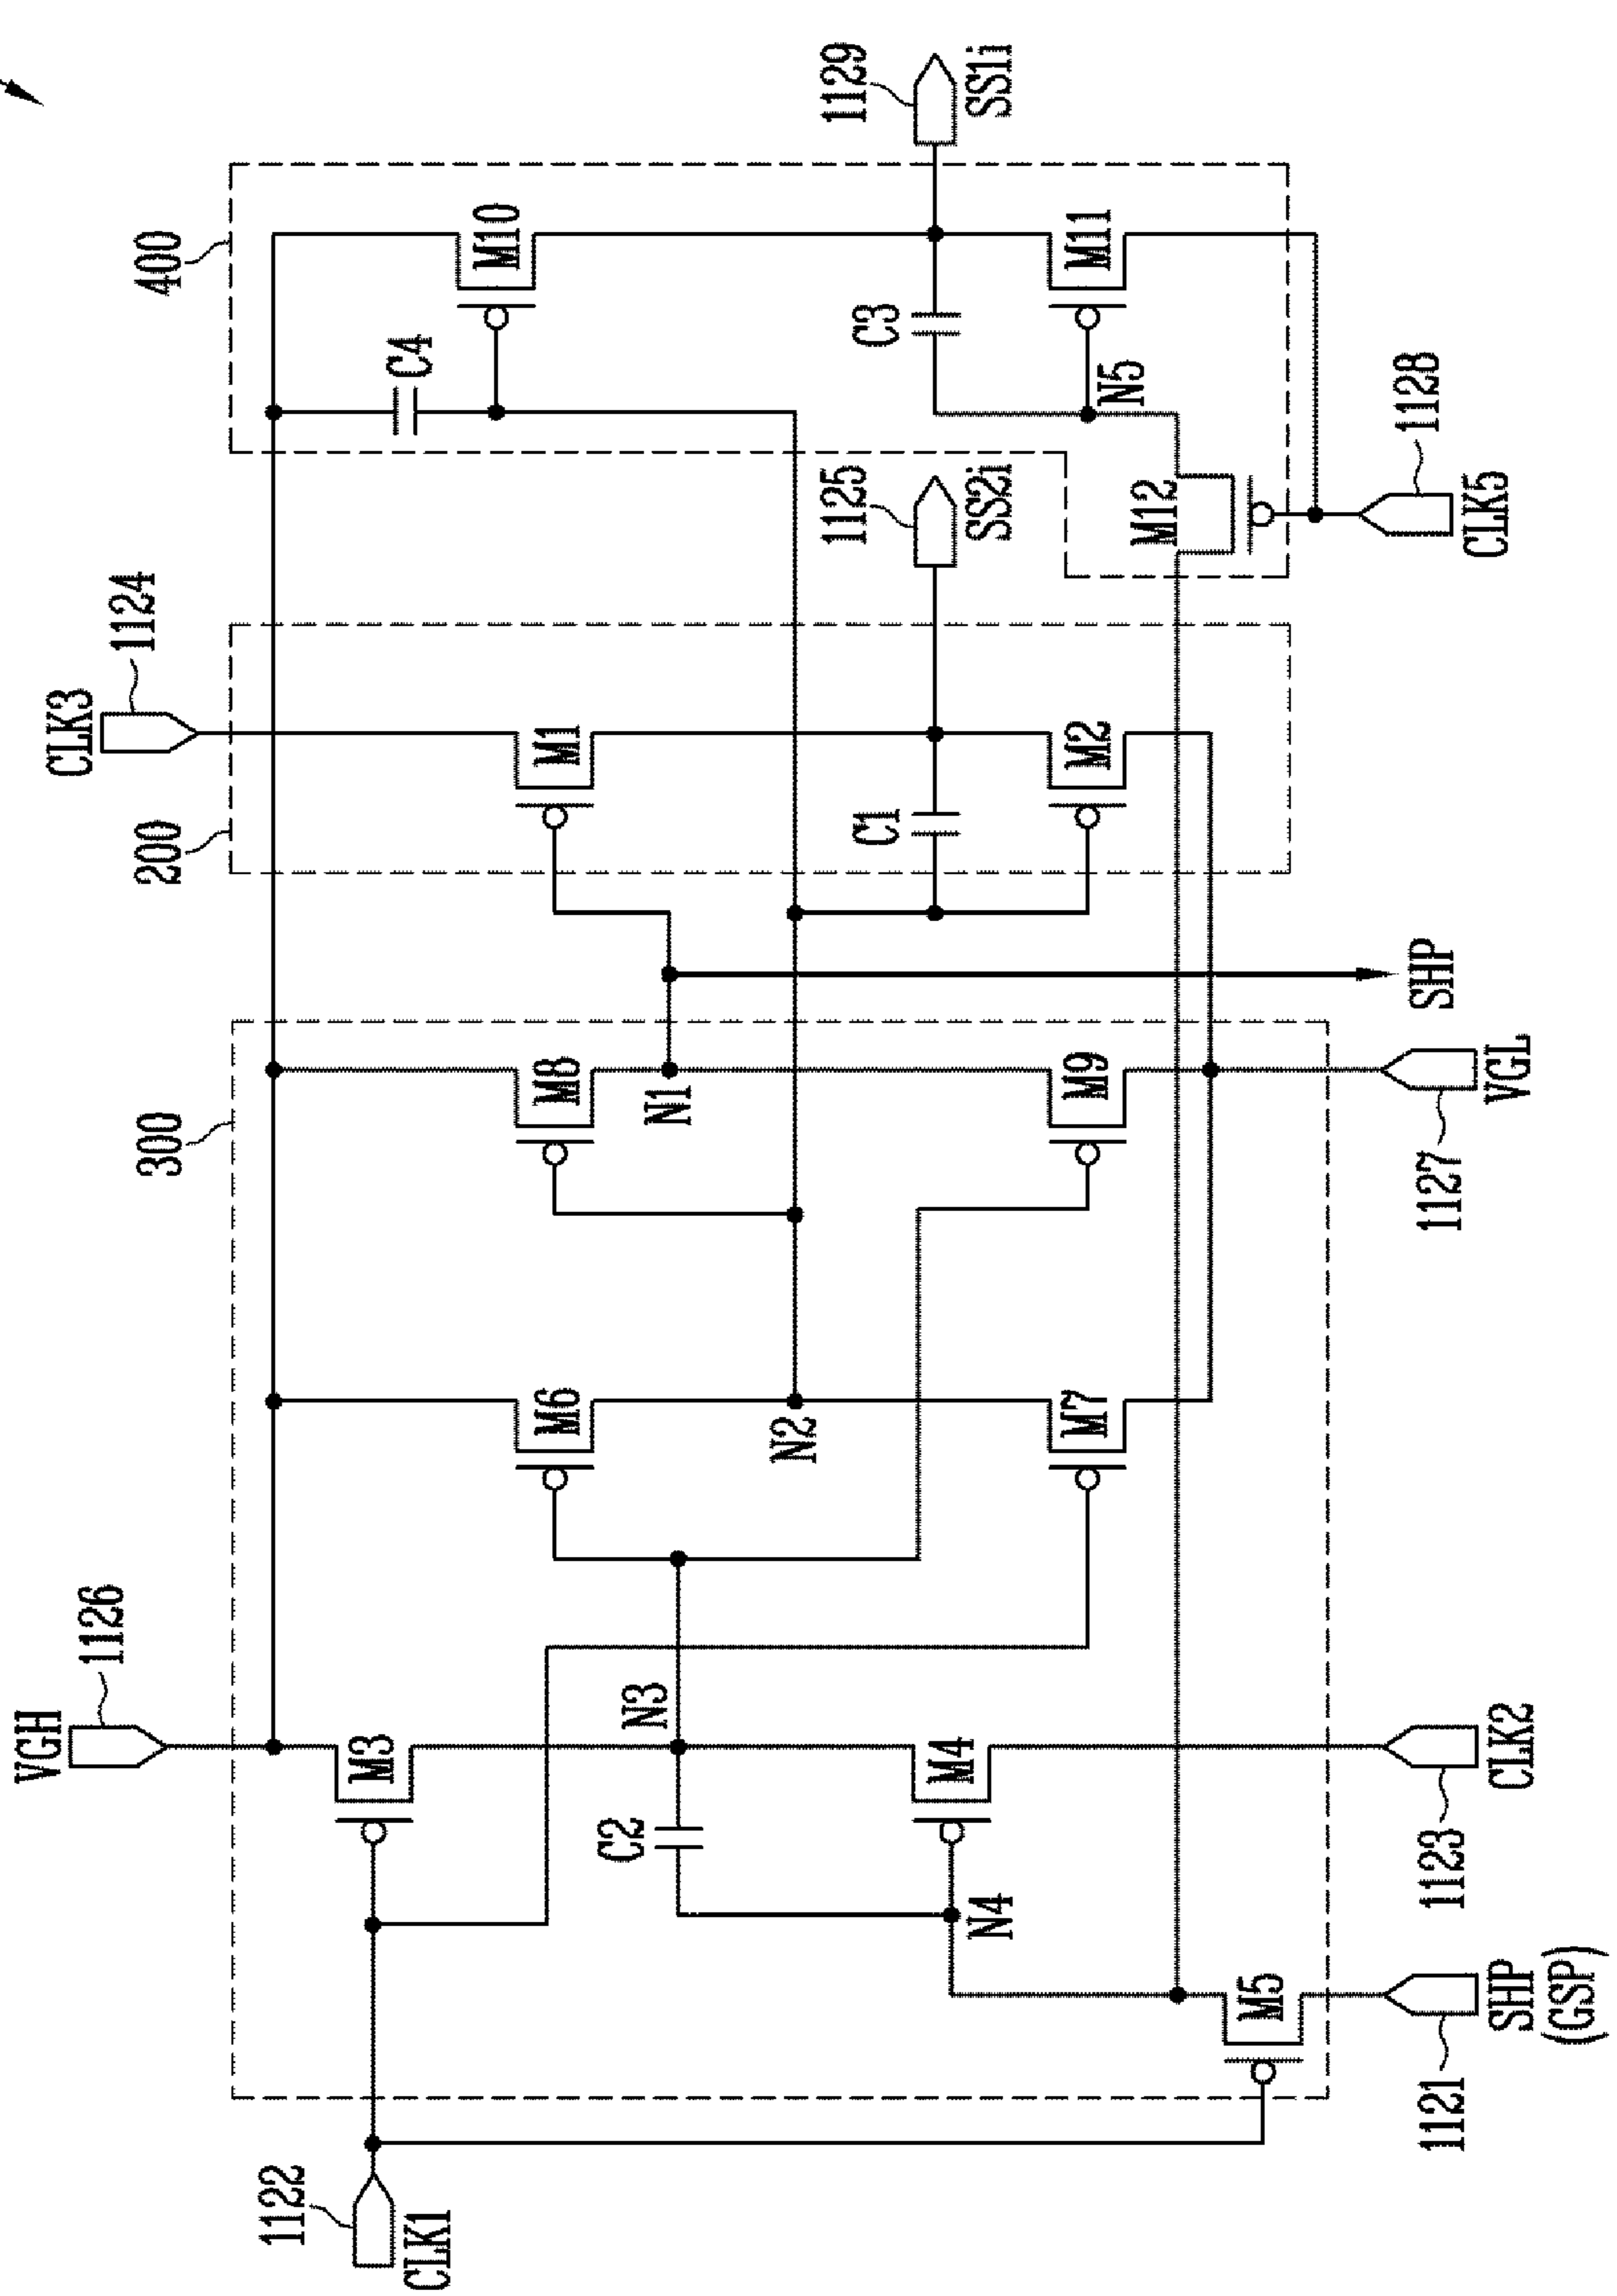 1126
VGH
CLK3
1124
300
200
400
1122
CLK1
M3
M6
M8
M1
C4
M10
N3
N1
C2
N2
C1
1125
SS2i
C3
1129
SS1i
N4
M4
M7
M9
M2
N5
M11
M12
M5
1121
SHP
(GSP)
1123
CLK2
1127
VGL
SHP
1128
CLK5